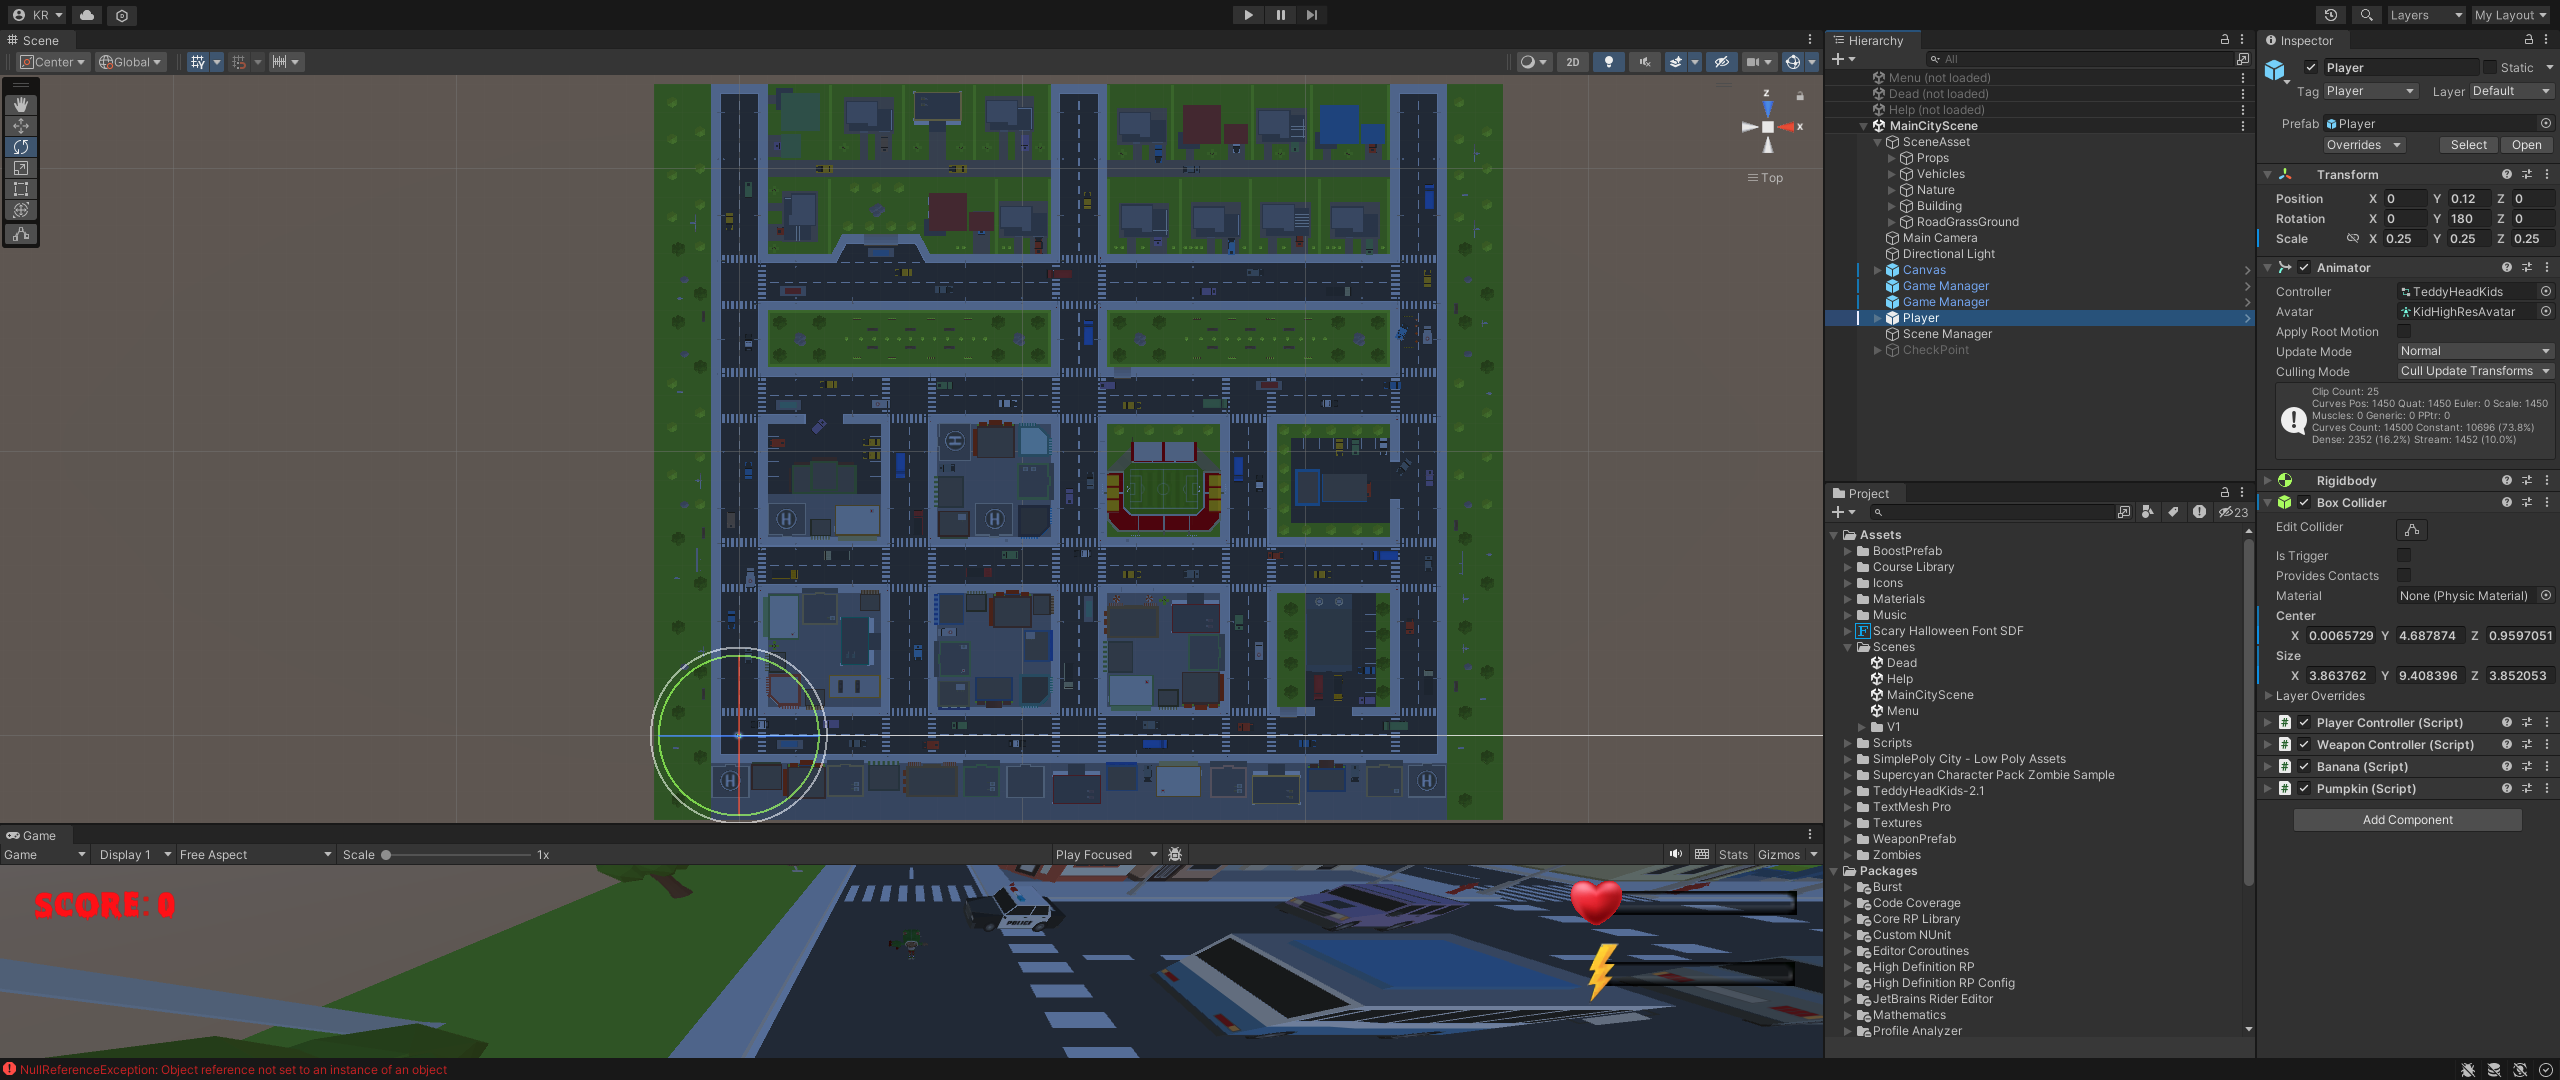 KR
Layers
My Layout
Scene
Center
Global
2D
z
x
Top
H
H
H
H
H
Game
Game
Display 1
Free Aspect
Scale
1x
Play Focused
Stats
Gizmos
SCORE: 0
POLICE
NullReferenceException: Object reference not set to an instance of an object
Hierarchy
All
Menu (not loaded)
Dead (not loaded)
Help (not loaded)
MainCityScene
SceneAsset
Props
Vehicles
Nature
Building
RoadGrassGround
Main Camera
Directional Light
Canvas
Game Manager
Game Manager
Player
Scene Manager
CheckPoint
Project
23
Assets
BoostPrefab
Course Library
Icons
Materials
Music
F Scary Halloween Font SDF
Scenes
Dead
Help
MainCityScene
Menu
V1
Scripts
SimplePoly City - Low Poly Assets
Supercyan Character Pack Zombie Sample
TeddyHeadKids-2.1
TextMesh Pro
Textures
WeaponPrefab
Zombies
Packages
Burst
Code Coverage
Core RP Library
Custom NUnit
Editor Coroutines
High Definition RP
High Definition RP Config
JetBrains Rider Editor
Mathematics
Profile Analyzer
Inspector
Player
Static
Tag Player Layer Default
Prefab Player
Overrides Select Open
Transform
Position X 0 Y 0.12 Z 0
Rotation X 0 Y 180 Z 0
Scale X 0.25 Y 0.25 Z 0.25
Animator
Controller TeddyHeadKids
Avatar KidHighResAvatar
Apply Root Motion
Update Mode Normal
Culling Mode Cull Update Transforms
Clip Count: 25
Curves Pos: 1450 Quat: 1450 Euler: 0 Scale: 1450
Muscles: 0 Generic: 0 PPtr: 0
Curves Count: 14500 Constant: 10696 (73.8%)
Dense: 2352 (16.2%) Stream: 1452 (10.0%)
Rigidbody
Box Collider
Edit Collider
Is Trigger
Provides Contacts
Material None (Physic Material)
Center
X 0.0065729 Y 4.687874 Z 0.9597051
Size
X 3.863762 Y 9.408396 Z 3.852053
Layer Overrides
# Player Controller (Script)
# Weapon Controller (Script)
# Banana (Script)
# Pumpkin (Script)
Add Component